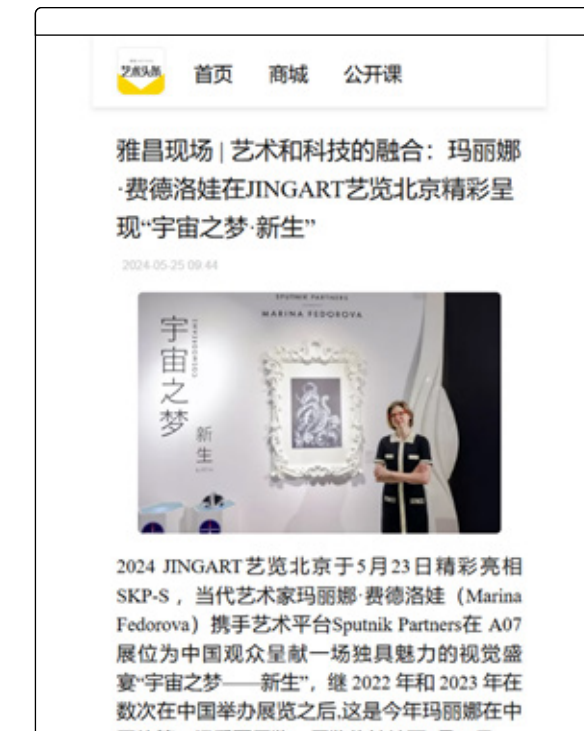 艺术头条 首页 商城 公开课
雅昌现场 | 艺术和科技的融合：玛丽娜
·费德洛娃在JINGART艺览北京精彩呈
现“宇宙之梦·新生”
2024-05-25 09:44
SPUTNIK PARTNERS
MARINA FEDOROVA
宇宙之梦
COSMODREAMS
新生
2024 JINGART艺览北京于5月23日精彩亮相
SKP-S ，当代艺术家玛丽娜·费德洛娃（Marina
Fedorova）携手艺术平台Sputnik Partners在 A07
展位为中国观众呈献一场独具魅力的视觉盛
宴“宇宙之梦——新生”，继 2022 年和 2023 年在
数次在中国举办展览之后,这是今年玛丽娜在中